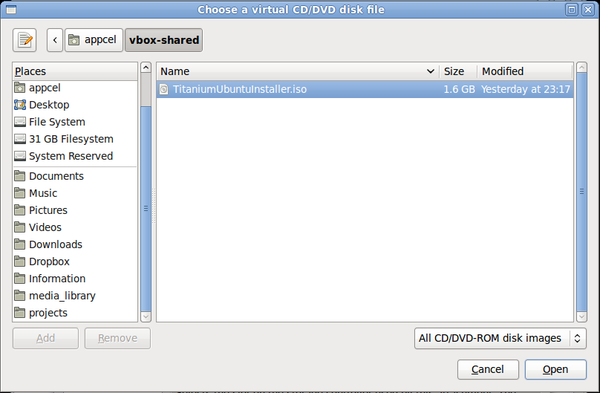 Choose a virtual CD/DVD disk file
appcel
vbox-shared
Places
appcel
Desktop
File System
31 GB Filesystem
System Reserved
Documents
Music
Pictures
Videos
Downloads
Dropbox
Information
media_library
projects
Name Size Modified
TitaniumUbuntuInstaller.iso 1.6 GB Yesterday at 23:17
Add Remove
All CD/DVD-ROM disk images
Cancel Open